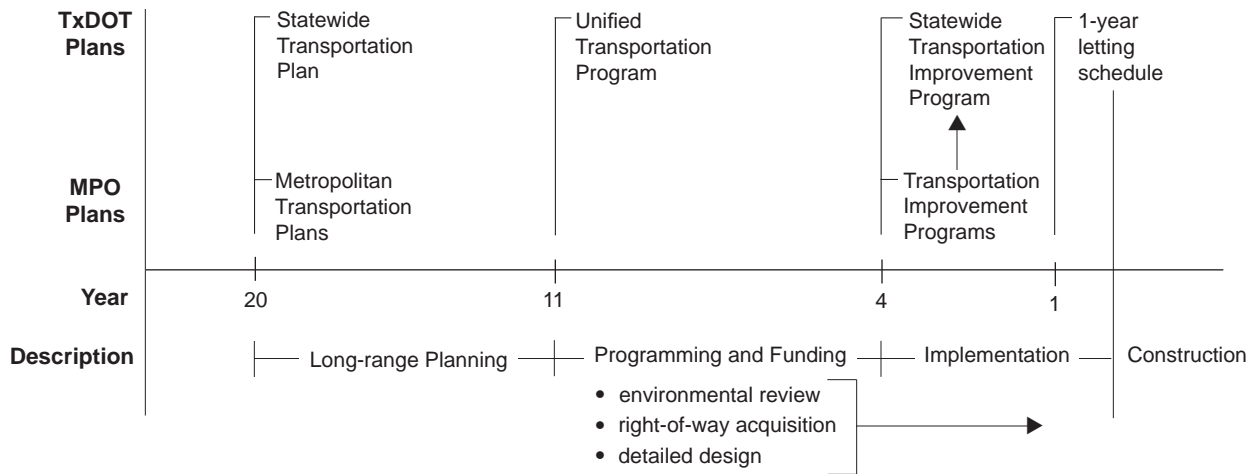 TxDOT
Plans
Statewide
Transportation
Plan
Unified
Transportation
Program
Statewide
Transportation
Improvement
Program
1-year
letting
schedule
MPO
Plans
Metropolitan
Transportation
Plans
Transportation
Improvement
Programs
Year
20
11
4
1
Description
Long-range Planning
Programming and Funding
Implementation
Construction
• environmental review
• right-of-way acquisition
• detailed design